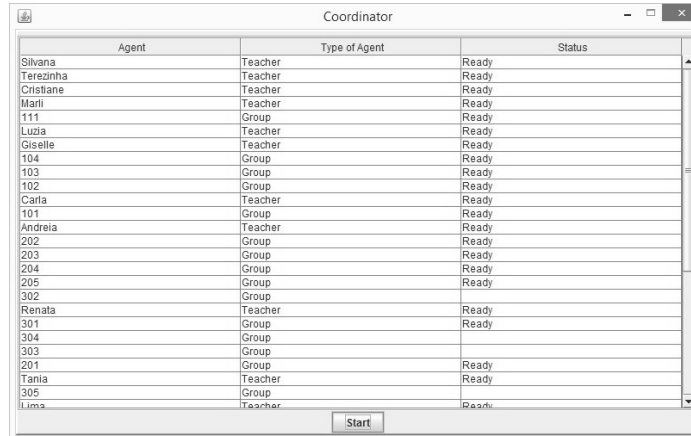 Coordinator
Agent Type of Agent Status
Silvana Teacher Ready
Terezinha Teacher Ready
Cristiane Teacher Ready
Marli Teacher Ready
111 Group Ready
Luzia Teacher Ready
Giselle Teacher Ready
104 Group Ready
103 Group Ready
102 Group Ready
Carla Teacher Ready
101 Group Ready
Andreia Teacher Ready
202 Group Ready
203 Group Ready
204 Group Ready
205 Group Ready
302 Group
Renata Teacher Ready
301 Group Ready
304 Group
303 Group
201 Group Ready
Tania Teacher Ready
305 Group
Lima Teacher Ready
Start